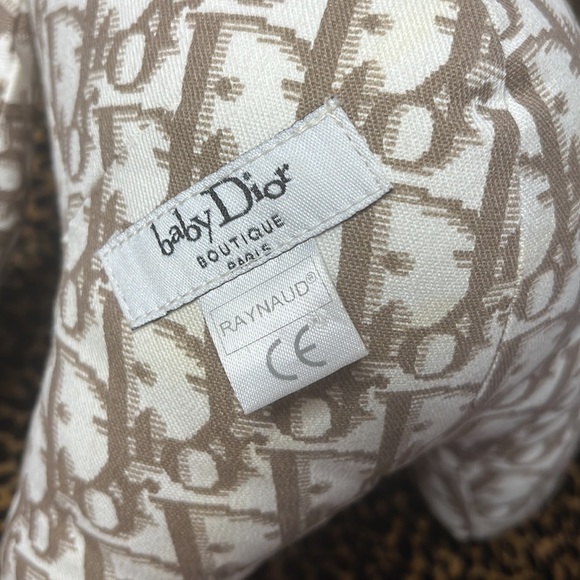 baby Dior
BOUTIQUE
PARIS
RAYNAUD®
CE